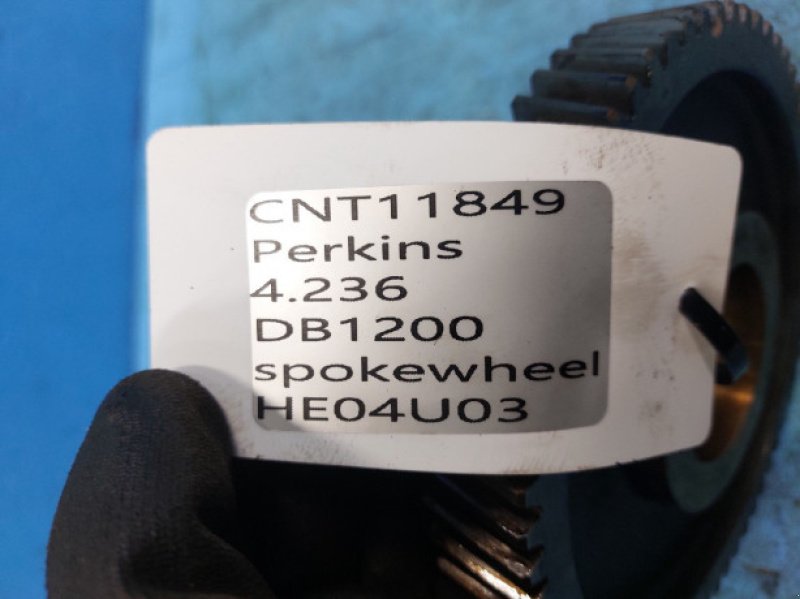 CNT11849
Perkins
4.236
DB1200
spokewheel
HE04U03